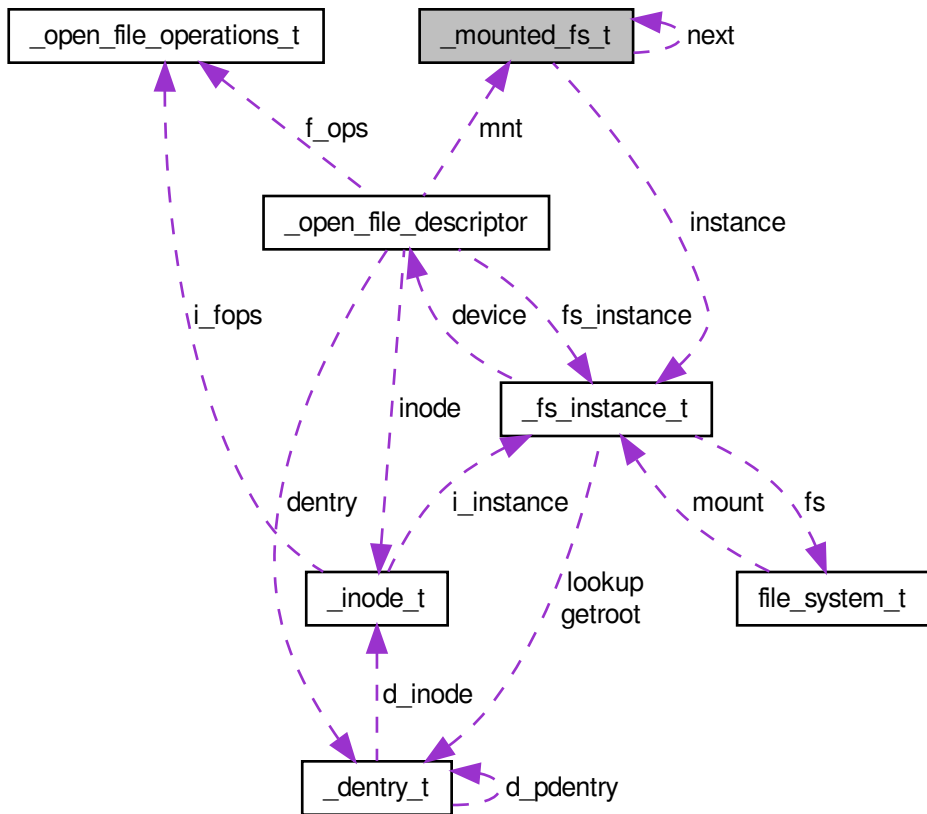 _open_file_operations_t
_mounted_fs_t
next
f_ops
mnt
_open_file_descriptor
instance
i_fops
device
fs_instance
inode
_fs_instance_t
dentry
i_instance
mount
fs
lookup
getroot
_inode_t
file_system_t
d_inode
_dentry_t
d_pdentry